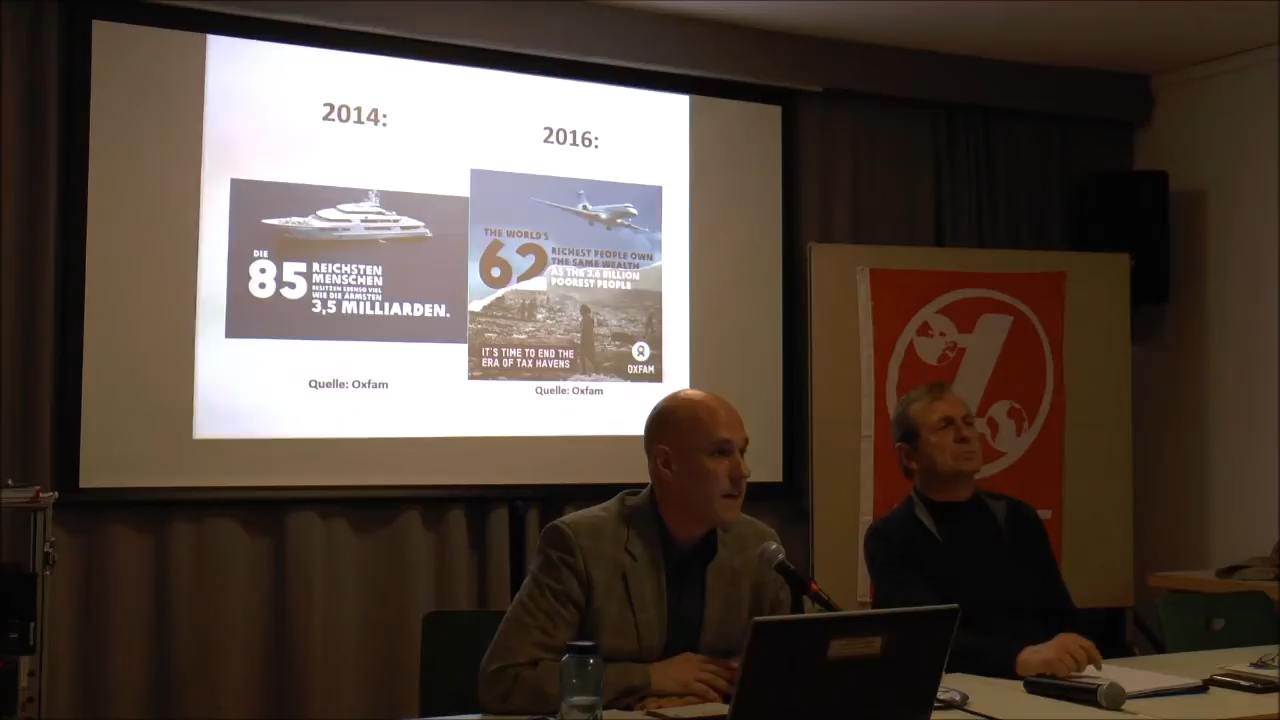 2014:
DIE
85
REICHSTEN
MENSCHEN
BESITZEN EBENSO VIEL
WIE DIE ÄRMSTEN
3,5 MILLIARDEN.
Quelle: Oxfam
2016:
THE WORLD'S
62
RICHEST PEOPLE OWN
THE SAME WEALTH
AS THE 3.6 BILLION
POOREST PEOPLE
IT'S TIME TO END THE
ERA OF TAX HAVENS
OXFAM
Quelle: Oxfam